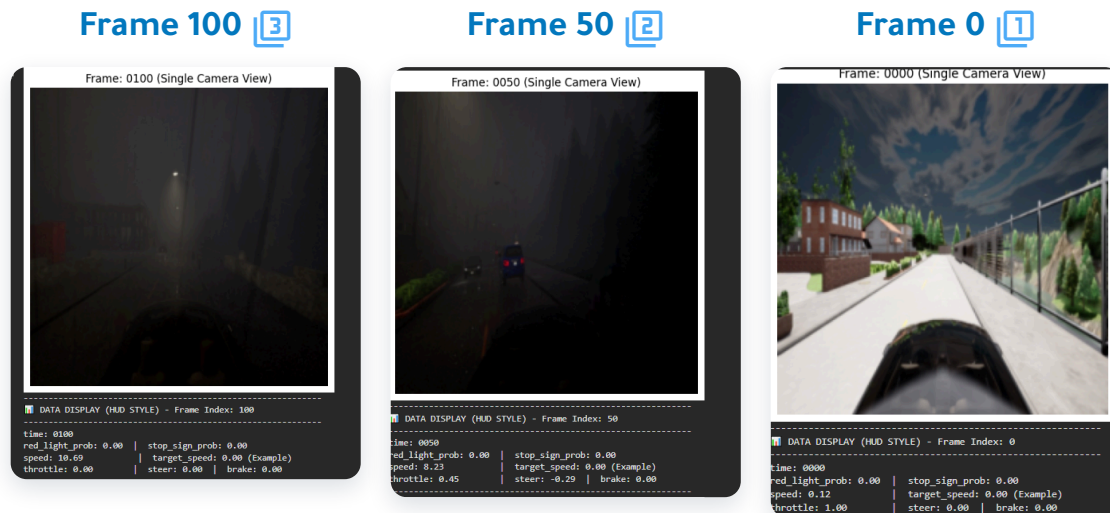 Frame 100 3
Frame: 0100 (Single Camera View)
DATA DISPLAY (HUD STYLE) - Frame Index: 100
time: 0100
red_light_prob: 0.00 | stop_sign_prob: 0.00
speed: 10.69 | target_speed: 0.00 (Example)
throttle: 0.00 | steer: 0.00 | brake: 0.00
Frame 50 2
Frame: 0050 (Single Camera View)
DATA DISPLAY (HUD STYLE) - Frame Index: 50
time: 0050
red_light_prob: 0.00 | stop_sign_prob: 0.00
speed: 8.23 | target_speed: 0.00 (Example)
throttle: 0.45 | steer: -0.29 | brake: 0.00
Frame 0 1
Frame: 0000 (Single Camera View)
DATA DISPLAY (HUD STYLE) - Frame Index: 0
time: 0000
red_light_prob: 0.00 | stop_sign_prob: 0.00
speed: 0.12 | target_speed: 0.00 (Example)
throttle: 1.00 | steer: 0.00 | brake: 0.00